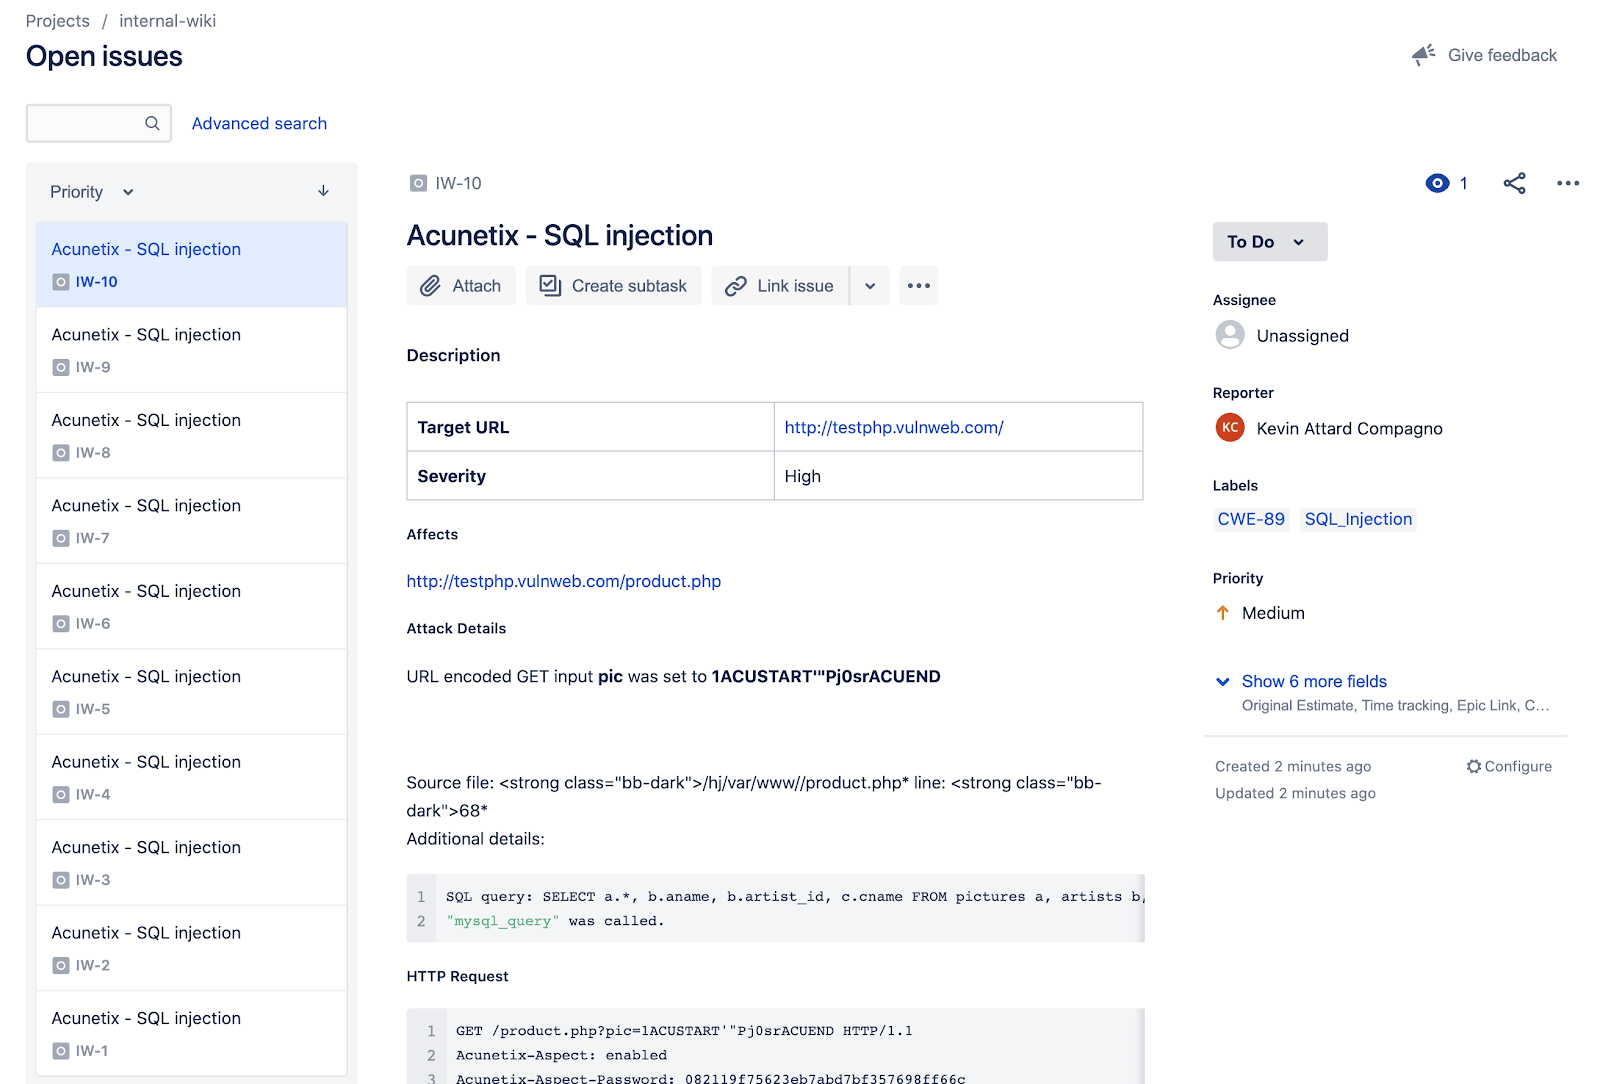 Projects / internal-wiki
Open issues
Give feedback
Advanced search
Priority
Acunetix - SQL injection
IW-10
Acunetix - SQL injection
IW-9
Acunetix - SQL injection
IW-8
Acunetix - SQL injection
IW-7
Acunetix - SQL injection
IW-6
Acunetix - SQL injection
IW-5
Acunetix - SQL injection
IW-4
Acunetix - SQL injection
IW-3
Acunetix - SQL injection
IW-2
Acunetix - SQL injection
IW-1
IW-10
Acunetix - SQL injection
Attach
Create subtask
Link issue
Description
Target URL http://testphp.vulnweb.com/
Severity High
Affects
http://testphp.vulnweb.com/product.php
Attack Details
URL encoded GET input pic was set to 1ACUSTART'"Pj0srACUEND
Source file: <strong class="bb-dark">/hj/var/www//product.php* line: <strong class="bb-
dark">68*
Additional details:
1 SQL query: SELECT a.*, b.aname, b.artist_id, c.cname FROM pictures a, artists b,
2 "mysql_query" was called.
HTTP Request
1 GET /product.php?pic=1ACUSTART'"Pj0srACUEND HTTP/1.1
2 Acunetix-Aspect: enabled
3 Acunetix-Aspect-Password: 082119f75623eb7abd7bf357698ff66c
1
To Do
Assignee
Unassigned
Reporter
KC Kevin Attard Compagno
Labels
CWE-89 SQL_Injection
Priority
Medium
Show 6 more fields
Original Estimate, Time tracking, Epic Link, C...
Created 2 minutes ago
Configure
Updated 2 minutes ago